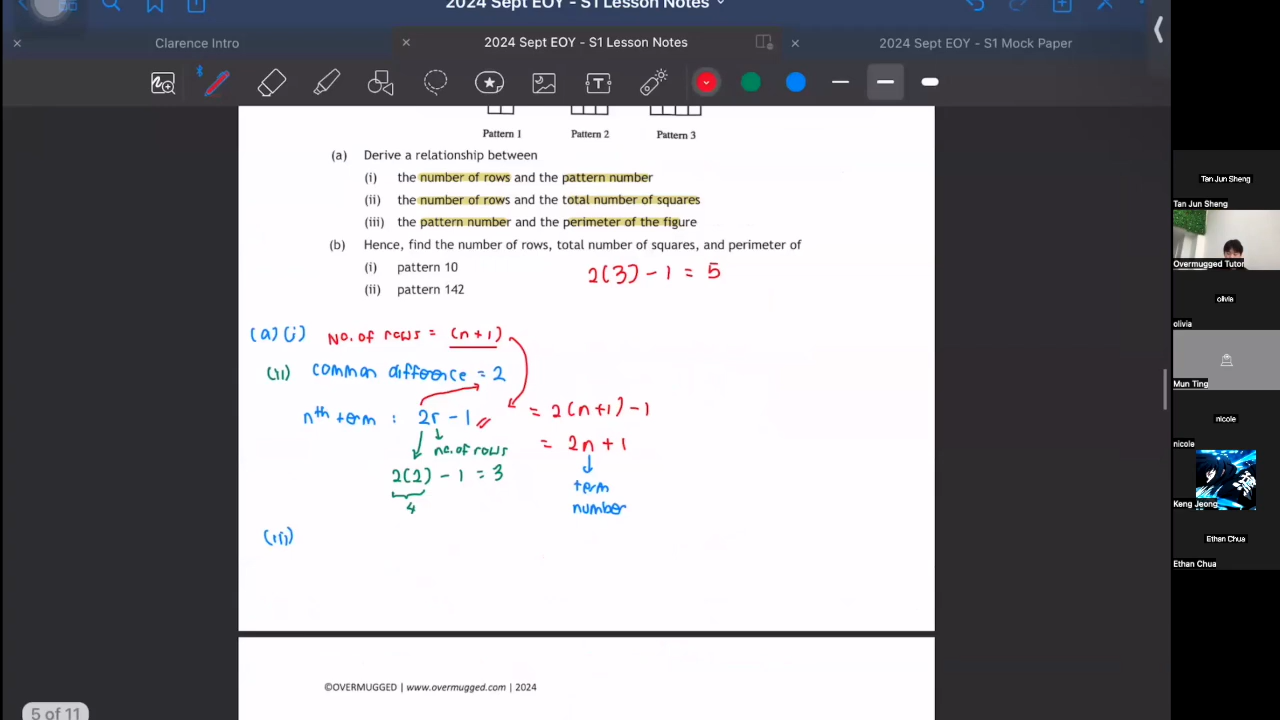 2024 Sept EOY - S1 Lesson Notes
Clarence Intro
2024 Sept EOY - S1 Lesson Notes
2024 Sept EOY - S1 Mock Paper
Pattern 1
Pattern 2
Pattern 3
(a) Derive a relationship between
(i) the number of rows and the pattern number
(ii) the number of rows and the total number of squares
(iii) the pattern number and the perimeter of the figure
(b) Hence, find the number of rows, total number of squares, and perimeter of
(i) pattern 10
(ii) pattern 142
2(3) - 1 = 5
(a)(i) No. of rows = (n+1)
(ii) common difference = 2
nth term : 2r - 1 = 2(n+1) - 1
no. of rows = 2n + 1
2(2) - 1 = 3
4
term
number
(iii)
©OVERMUGGED | www.overmugged.com | 2024
5 of 11
Tan Jun Sheng
Tan Jun Sheng
Overmugged Tutor
olivia
olivia
Mun Ting
nicole
nicole
Keng Jeong
Ethan Chua
Ethan Chua